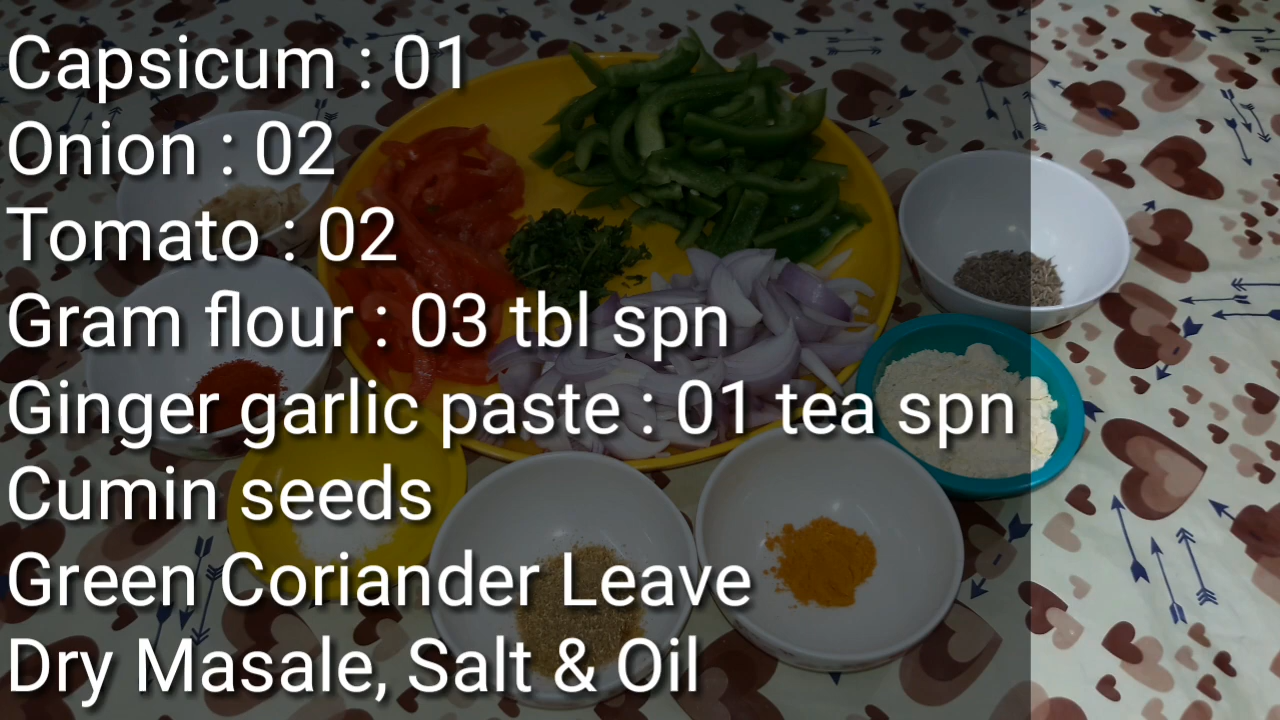 Capsicum : 01
Onion : 02
Tomato : 02
Gram flour : 03 tbl spn
Ginger garlic paste : 01 tea spn
Cumin seeds
Green Coriander Leave
Dry Masale, Salt & Oil